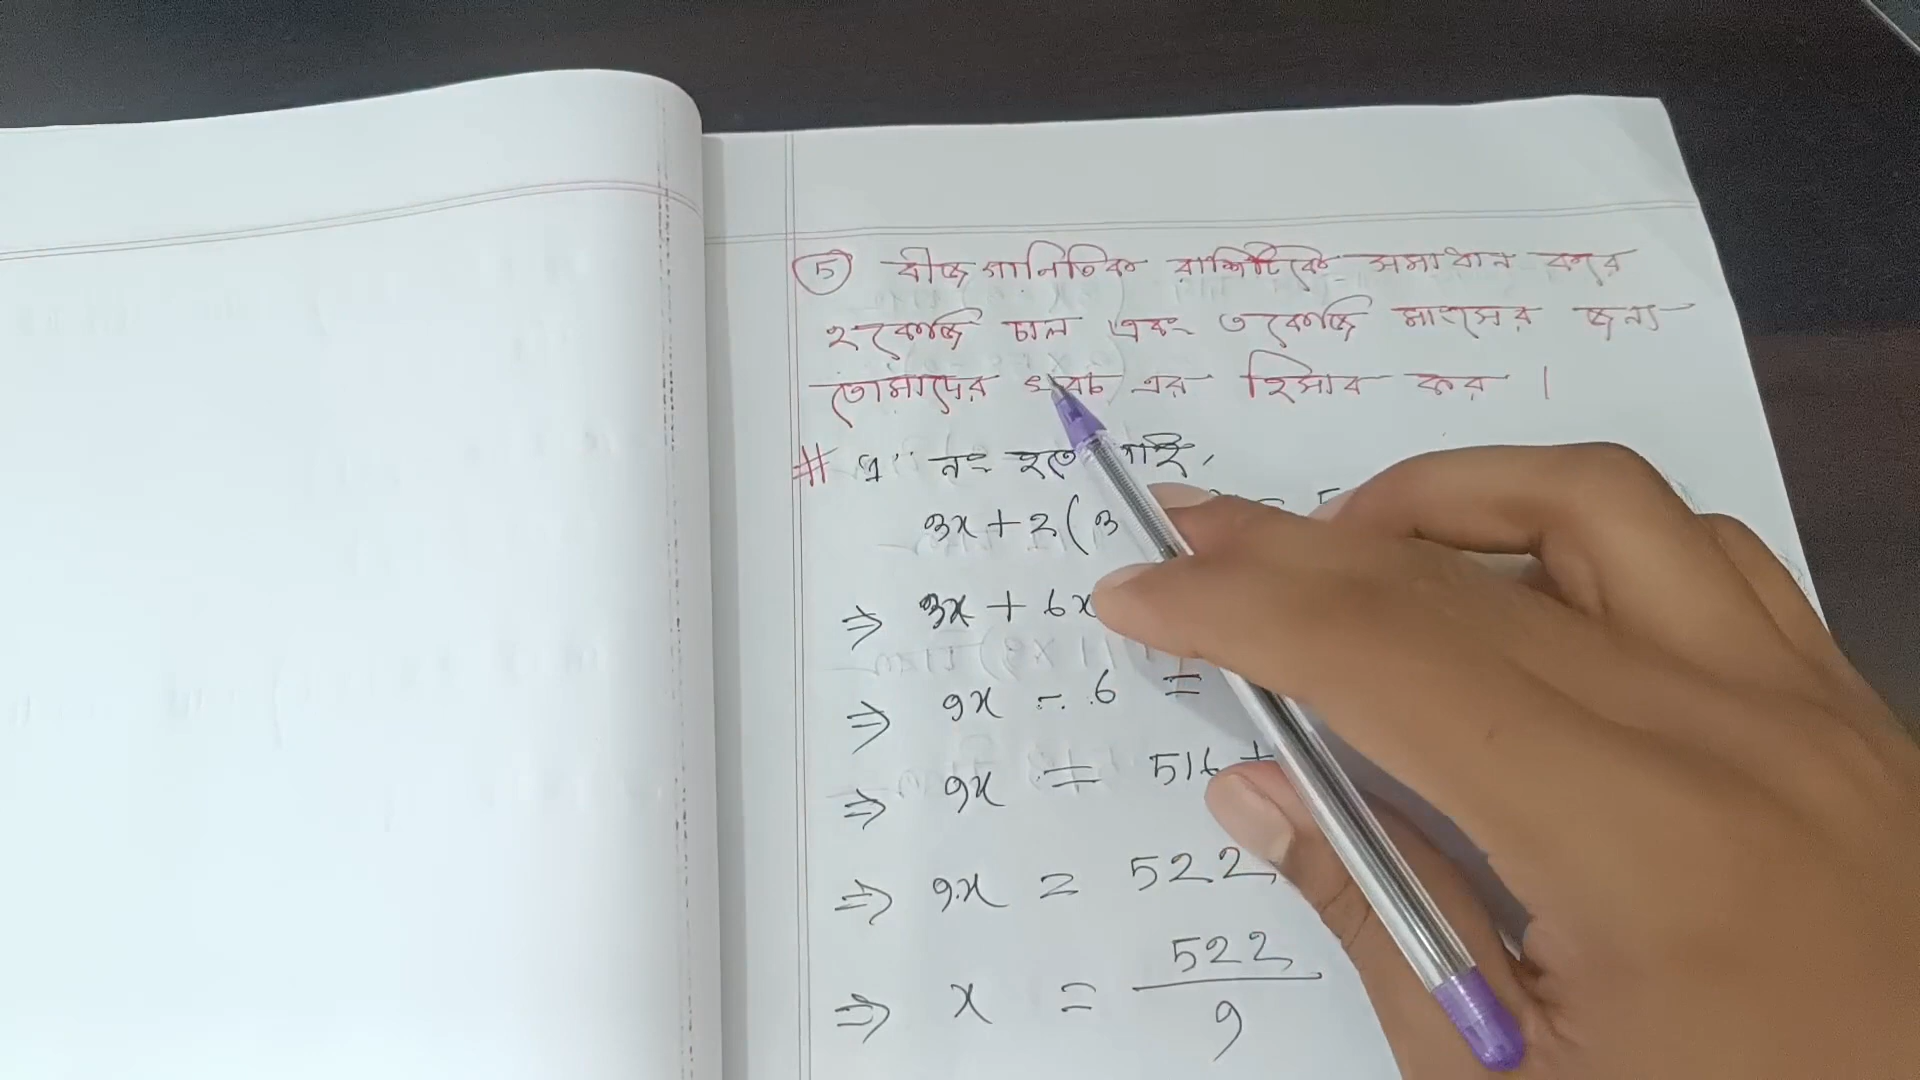 5 বীজগানিতিক রাশিটিকে সমাধান করে
২কেজি চাল এবং ৩কেজি মাংসের জন্য
তোমাদের খরচ এর হিসাব কর ।
# নং হতে পাই,
3x + 2(3
⇒ 3x + 6x
⇒ 9x - 6 =
⇒ 9x = 516 +
⇒ 9x = 522
⇒ x = 522/9